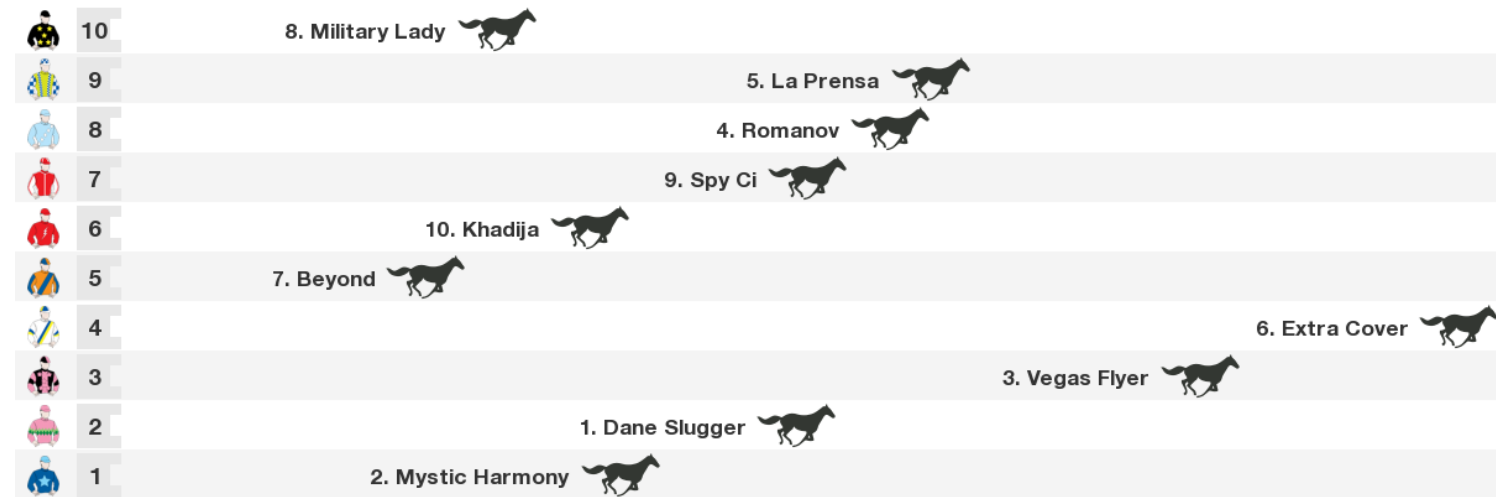 10 8. Military Lady
9 5. La Prensa
8 4. Romanov
7 9. Spy Ci
6 10. Khadija
5 7. Beyond
4 6. Extra Cover
3 3. Vegas Flyer
2 1. Dane Slugger
1 2. Mystic Harmony